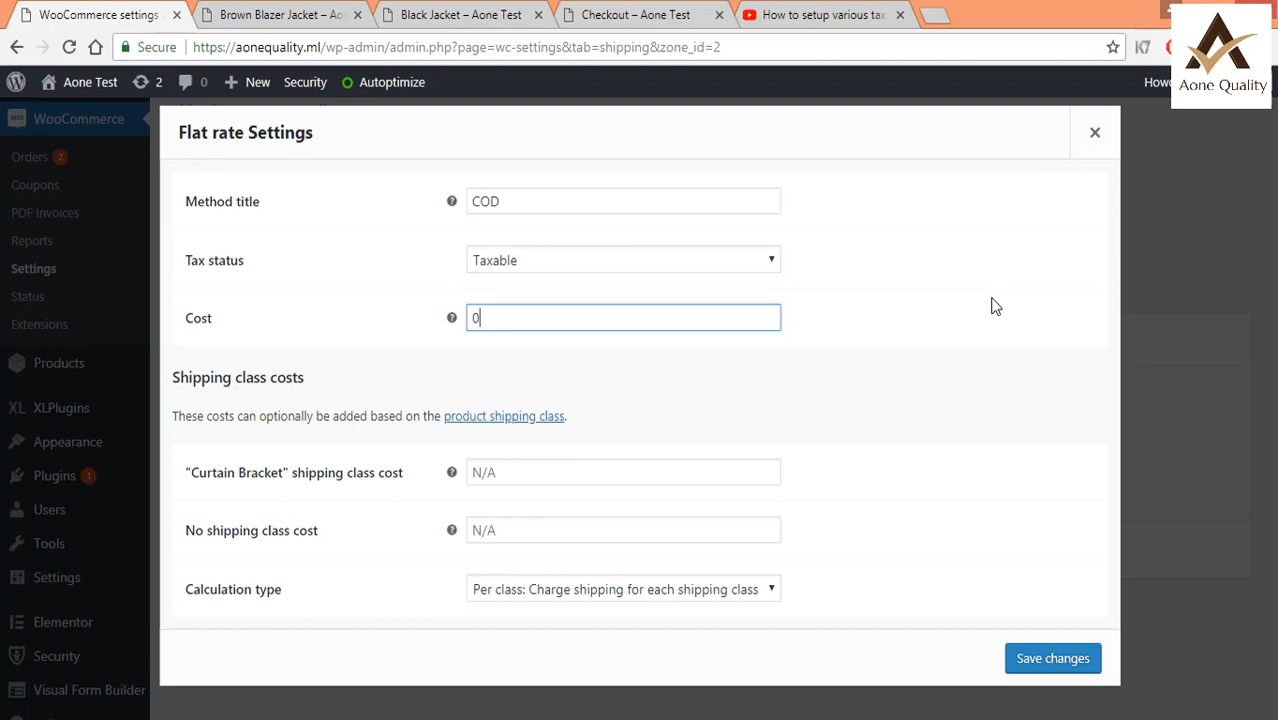 WooCommerce settings
Brown Blazer Jacket – Ao
Black Jacket – Aone Test
Checkout – Aone Test
How to setup various tax
Secure
https://aonequality.ml/wp-admin/admin.php?page=wc-settings&tab=shipping&zone_id=2
K7
Aone Quality
Aone Test
2
0
New
Security
Autoptimize
WooCommerce
Orders 2
Coupons
PDF Invoices
Reports
Settings
Status
Extensions
Products
XL XLPlugins
Appearance
Plugins 1
Users
Tools
Settings
Elementor
Security
Visual Form Builder
Flat rate Settings
Method title
COD
Tax status
Taxable
Cost
0
Shipping class costs
These costs can optionally be added based on the product shipping class.
"Curtain Bracket" shipping class cost
N/A
No shipping class cost
N/A
Calculation type
Per class: Charge shipping for each shipping class
Save changes